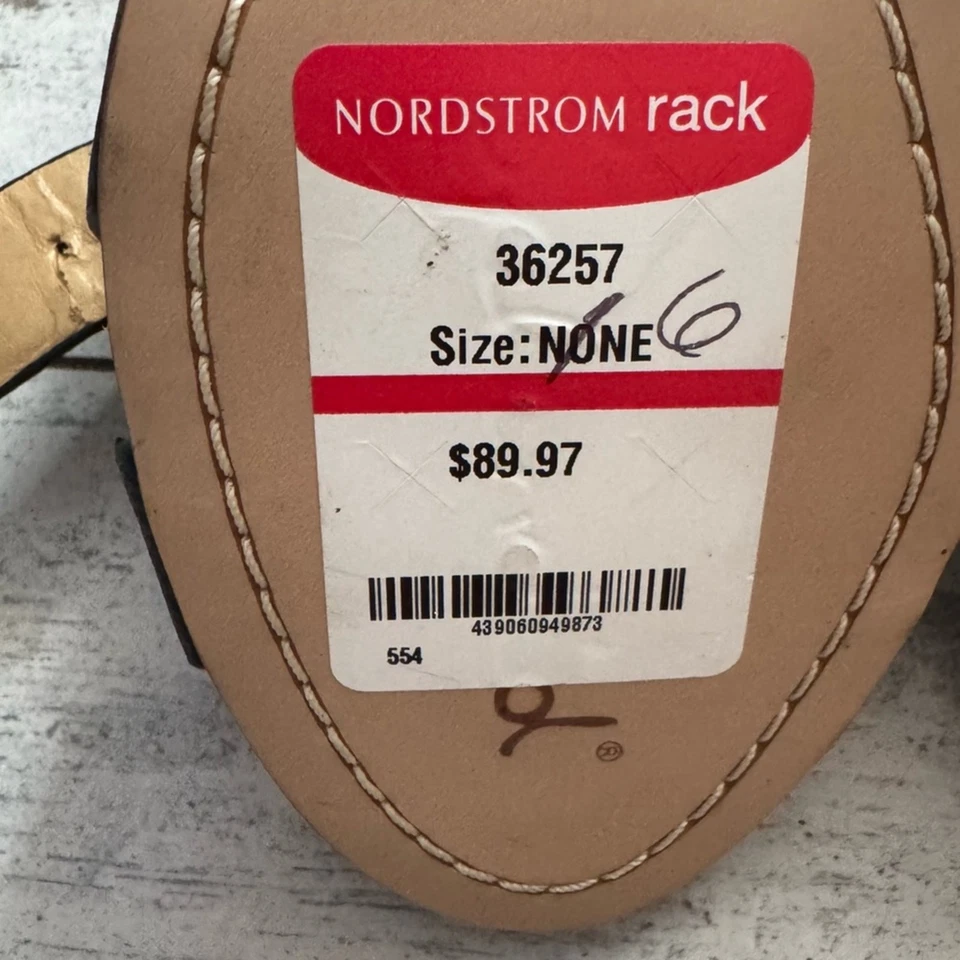 NORDSTROM rack
36257
Size: NONE 6
$89.97
439060949873
554
®